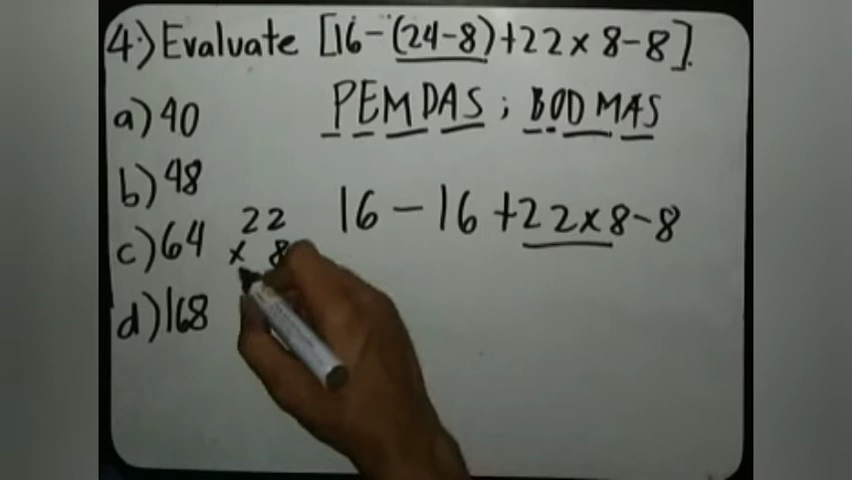 4.) Evaluate [16-(24-8)+22×8-8].
PEMDAS ; BODMAS
a) 40
b) 48
c) 64
d) 168
16-16+22×8-8
22
× 8